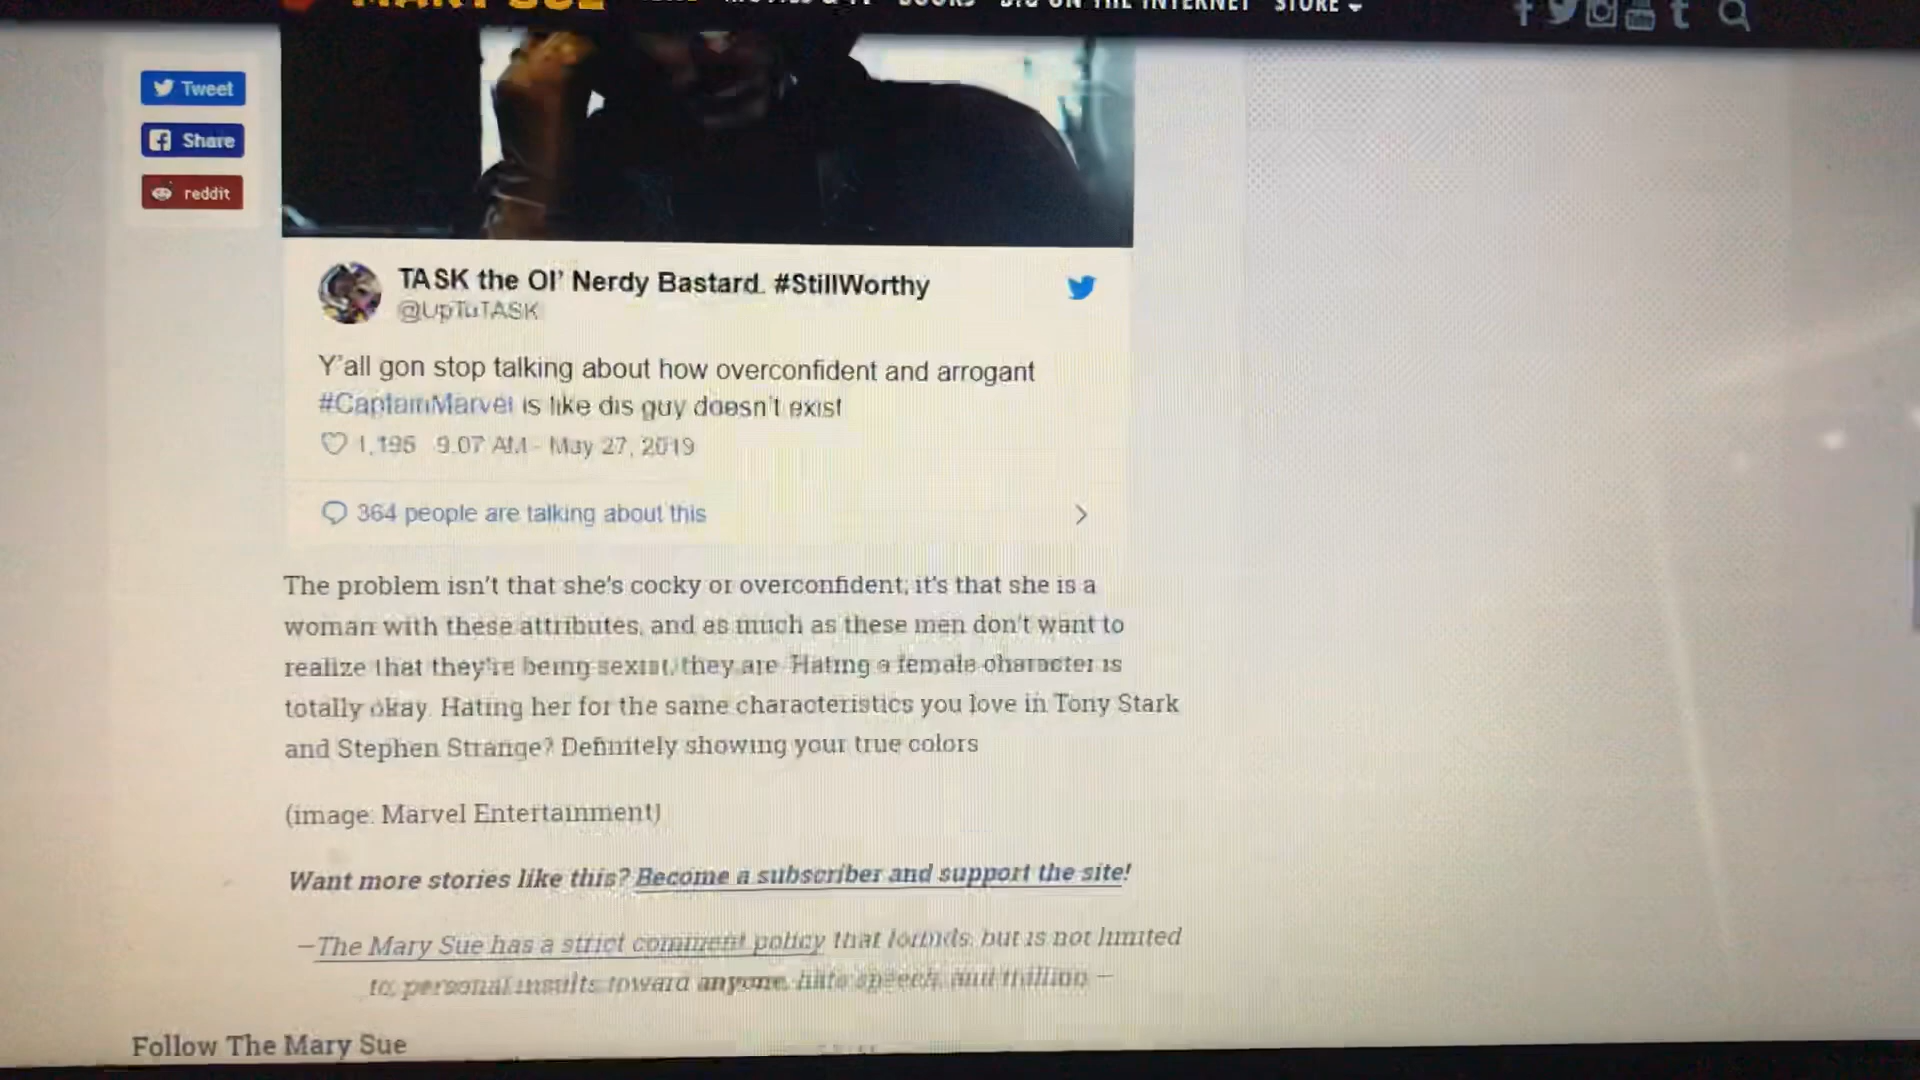 MARY SUE BOOKS BIG ON THE INTERNET STORE
Tweet
Share
reddit
TASK the Ol' Nerdy Bastard. #StillWorthy
@UpTuTASK
Y'all gon stop talking about how overconfident and arrogant
#CaptainMarvel is like dis guy doesn't exist
1,195 9:07 AM - May 27, 2019
364 people are talking about this
The problem isn't that she's cocky or overconfident; it's that she is a
woman with these attributes, and as much as these men don't want to
realize that they're being sexist, they are. Hating a female character is
totally okay. Hating her for the same characteristics you love in Tony Stark
and Stephen Strange? Definitely showing your true colors
(image: Marvel Entertainment)
Want more stories like this? Become a subscriber and support the site!
—The Mary Sue has a strict comment policy that forbids, but is not limited
to, personal insults toward anyone, hate speech, and trolling.—
Follow The Mary Sue